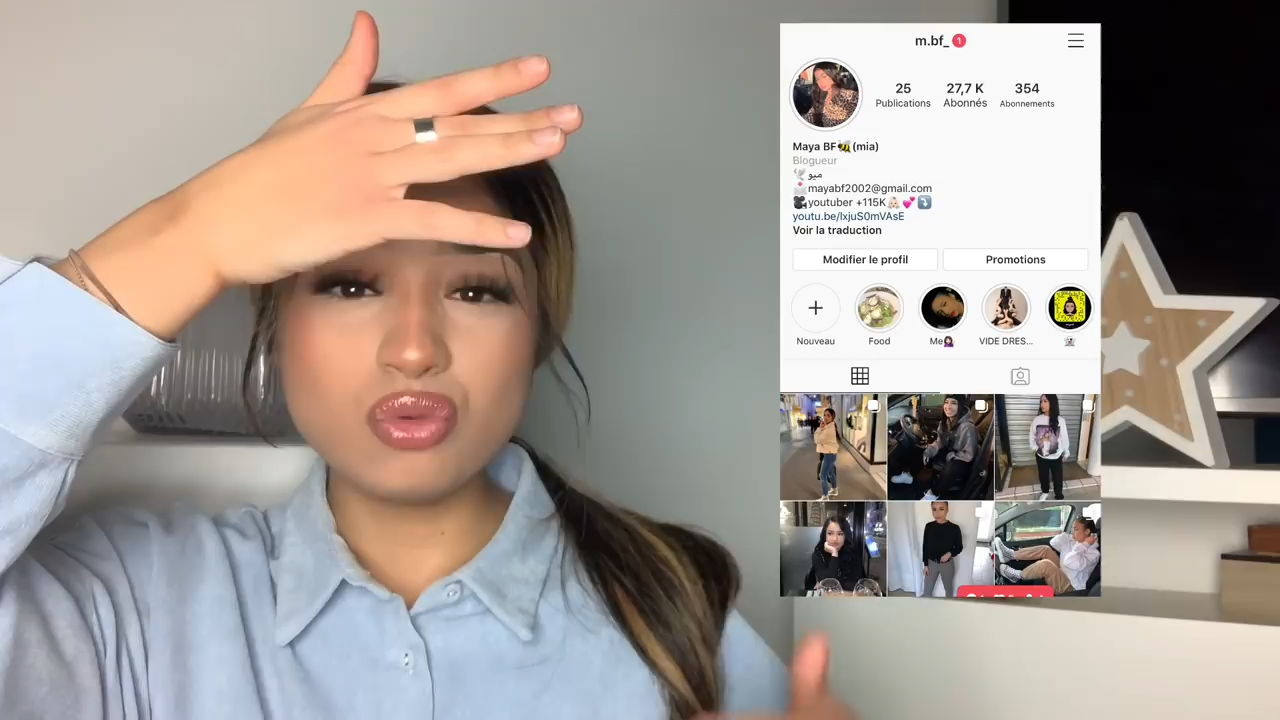 m.bf_ 1
25 27,7 K 354
Publications Abonnés Abonnements
Maya BF🐝(mia)
Blogueur
🕊ميو
📩mayabf2002@gmail.com
🎥youtuber +115K👶🏻💕⤵️
youtu.be/lxjuS0mVAsE
Voir la traduction
Modifier le profil Promotions
Nouveau Food Me🙋🏻‍♀️ VIDE DRES... 👻